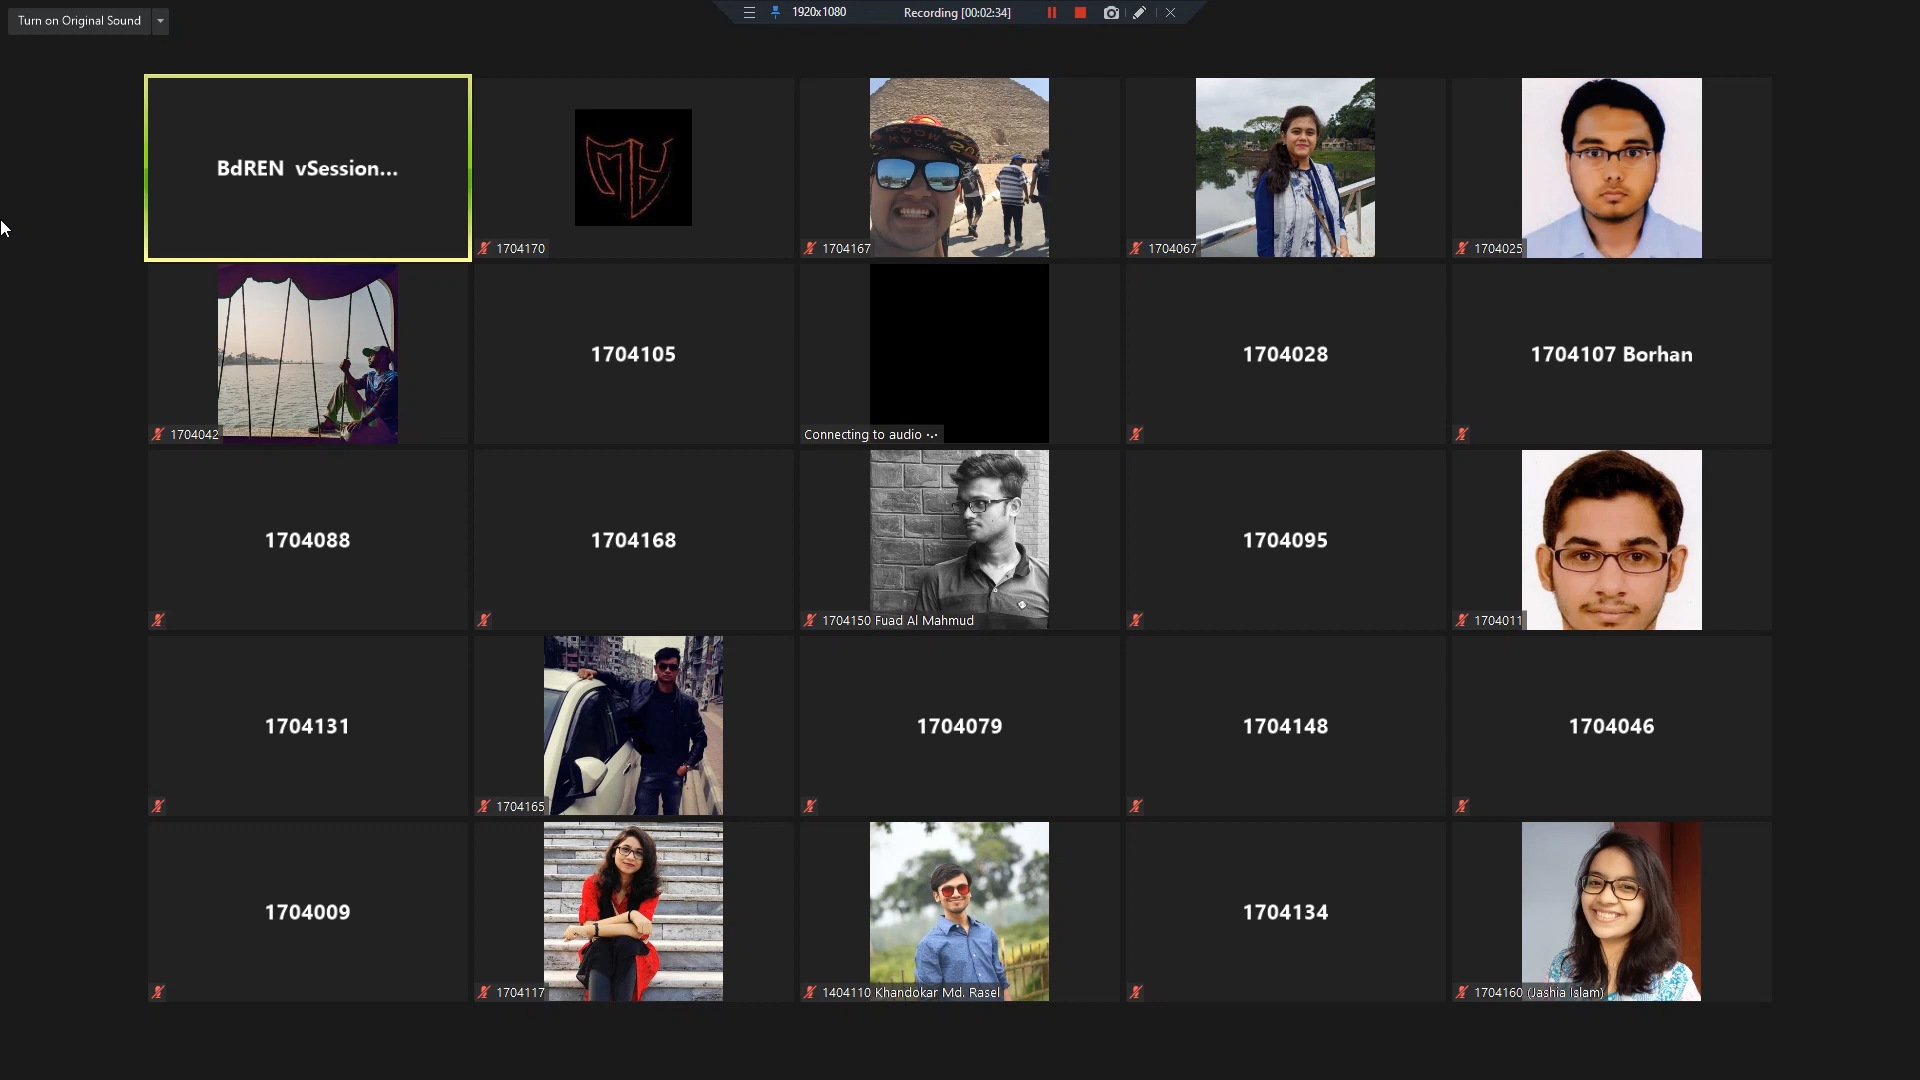 Turn on Original Sound
1920x1080
Recording [00:02:34]
BdREN vSession...
1704170
1704167
1704067
1704025
1704042
1704105
Connecting to audio
1704028
1704107 Borhan
1704088
1704168
1704150 Fuad Al Mahmud
1704095
1704011
1704131
1704165
1704079
1704148
1704046
1704009
1704117
1404110 Khandokar Md. Rasel
1704134
1704160 (Jashia Islam)